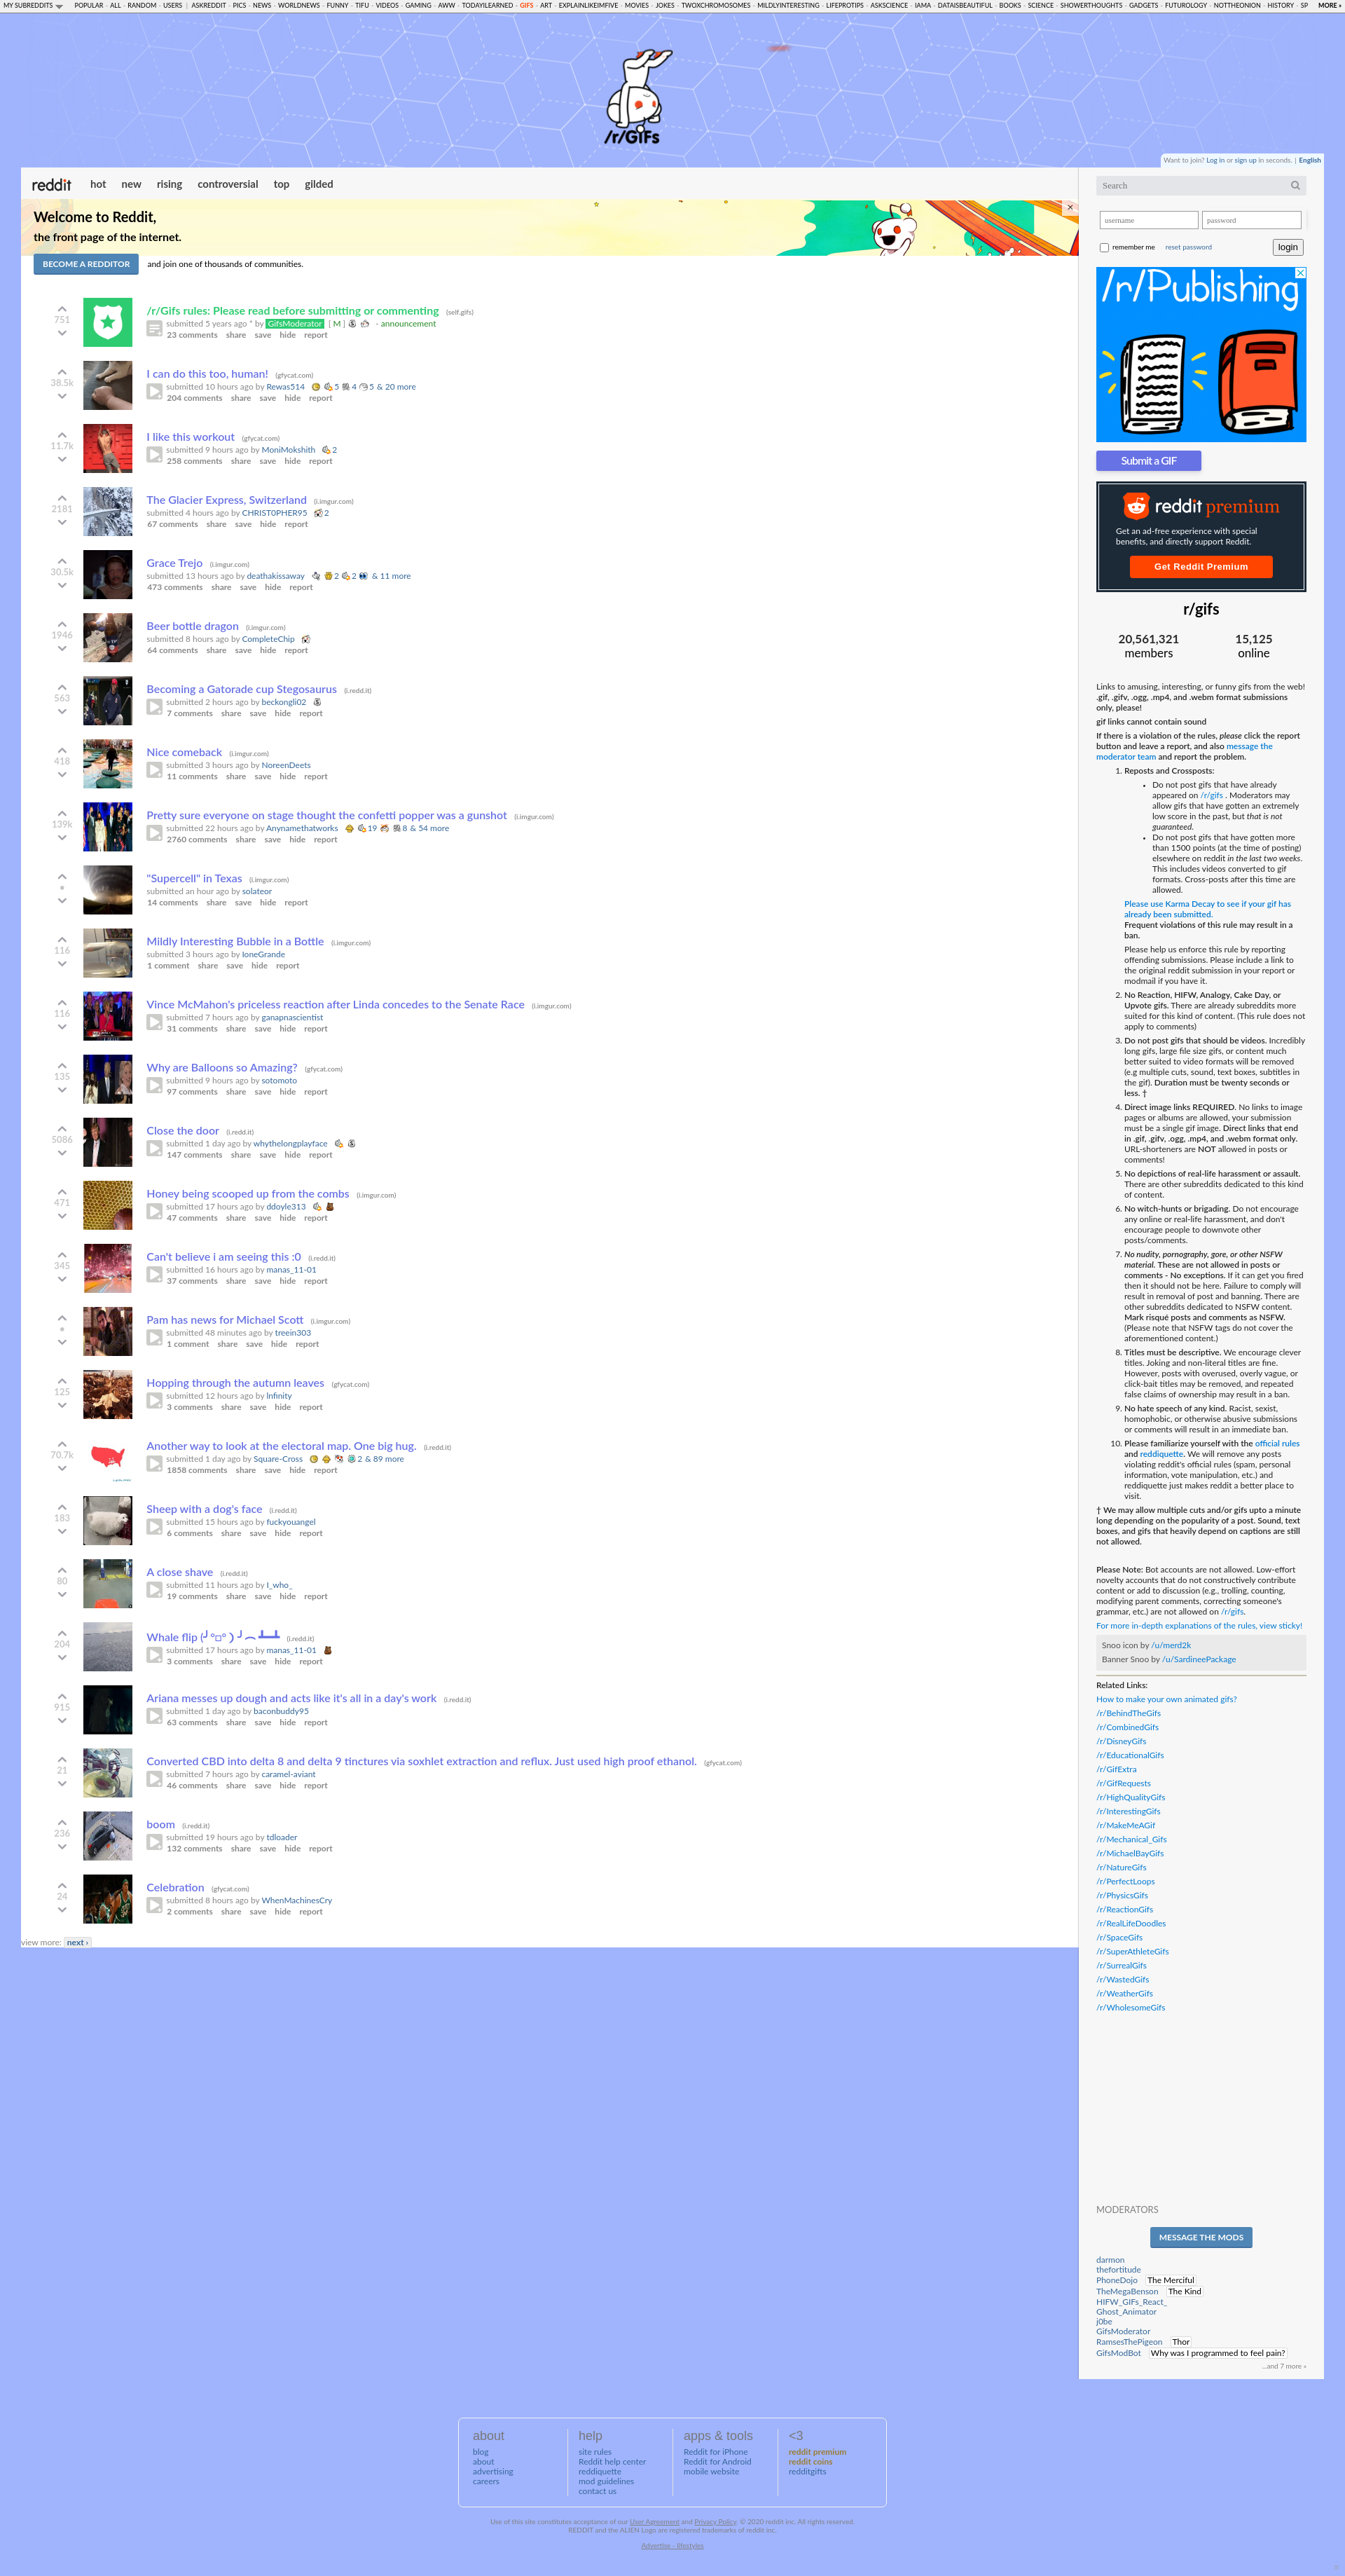 MY SUBREDDITS POPULAR - ALL - RANDOM - USERS | ASKREDDIT - PICS - NEWS - WORLDNEWS - FUNNY - TIFU - VIDEOS - GAMING - AWW - TODAYILEARNED - GIFS - ART - EXPLAINLIKEIMFIVE - MOVIES - JOKES - TWOXCHROMOSOMES - MILDLYINTERESTING - LIFEPROTIPS - ASKSCIENCE - IAMA - DATAISBEAUTIFUL - BOOKS - SCIENCE - SHOWERTHOUGHTS - GADGETS - FUTUROLOGY - NOTTHEONION - HISTORY - SP MORE »
/r/GIFs
Want to join? Log in or sign up in seconds. | English
reddit hot new rising controversial top gilded
Welcome to Reddit,
the front page of the internet.
BECOME A REDDITOR and join one of thousands of communities.
751
/r/Gifs rules: Please read before submitting or commenting (self.gifs)
submitted 5 years ago * by GifsModerator [ M ] - announcement
23 comments share save hide report
38.5k
I can do this too, human! (gfycat.com)
submitted 10 hours ago by Rewas514 5 4 5 & 20 more
204 comments share save hide report
11.7k
I like this workout (gfycat.com)
submitted 9 hours ago by MoniMokshith 2
258 comments share save hide report
2181
The Glacier Express, Switzerland (i.imgur.com)
submitted 4 hours ago by CHRIST0PHER95 2
67 comments share save hide report
30.5k
Grace Trejo (i.imgur.com)
submitted 13 hours ago by deathakissaway 2 2 & 11 more
473 comments share save hide report
1946
Beer bottle dragon (i.imgur.com)
submitted 8 hours ago by CompleteChip
64 comments share save hide report
563
Becoming a Gatorade cup Stegosaurus (i.redd.it)
submitted 2 hours ago by beckongli02
7 comments share save hide report
418
Nice comeback (i.imgur.com)
submitted 3 hours ago by NoreenDeets
11 comments share save hide report
139k
Pretty sure everyone on stage thought the confetti popper was a gunshot (i.imgur.com)
submitted 22 hours ago by Anynamethatworks 19 8 & 54 more
2760 comments share save hide report
•
"Supercell" in Texas (i.imgur.com)
submitted an hour ago by solateor
14 comments share save hide report
116
Mildly Interesting Bubble in a Bottle (i.imgur.com)
submitted 3 hours ago by IoneGrande
1 comment share save hide report
116
Vince McMahon's priceless reaction after Linda concedes to the Senate Race (i.imgur.com)
submitted 7 hours ago by ganapnascientist
31 comments share save hide report
135
Why are Balloons so Amazing? (gfycat.com)
submitted 9 hours ago by sotomoto
97 comments share save hide report
5086
Close the door (i.redd.it)
submitted 1 day ago by whythelongplayface
147 comments share save hide report
471
Honey being scooped up from the combs (i.imgur.com)
submitted 17 hours ago by ddoyle313
47 comments share save hide report
345
Can't believe i am seeing this :0 (i.redd.it)
submitted 16 hours ago by manas_11-01
37 comments share save hide report
•
Pam has news for Michael Scott (i.imgur.com)
submitted 48 minutes ago by treein303
1 comment share save hide report
125
Hopping through the autumn leaves (gfycat.com)
submitted 12 hours ago by Infinity
3 comments share save hide report
70.7k
Another way to look at the electoral map. One big hug. (i.redd.it)
submitted 1 day ago by Square-Cross 2 & 89 more
1858 comments share save hide report
183
Sheep with a dog's face (i.redd.it)
submitted 15 hours ago by fuckyouangel
6 comments share save hide report
80
A close shave (i.redd.it)
submitted 11 hours ago by I_who_
19 comments share save hide report
204
Whale flip (╯°□°）╯︵ ┻━┻ (i.redd.it)
submitted 17 hours ago by manas_11-01
3 comments share save hide report
915
Ariana messes up dough and acts like it's all in a day's work (i.redd.it)
submitted 1 day ago by baconbuddy95
63 comments share save hide report
21
Converted CBD into delta 8 and delta 9 tinctures via soxhlet extraction and reflux. Just used high proof ethanol. (gfycat.com)
submitted 7 hours ago by caramel-aviant
46 comments share save hide report
236
boom (i.redd.it)
submitted 19 hours ago by tdloader
132 comments share save hide report
24
Celebration (gfycat.com)
submitted 8 hours ago by WhenMachinesCry
2 comments share save hide report
view more: next ›
Search
username password
remember me reset password login
/r/Publishing
Submit a GIF
reddit premium
Get an ad-free experience with special
benefits, and directly support Reddit.
Get Reddit Premium
r/gifs
20,561,321 15,125
members online
Links to amusing, interesting, or funny gifs from the web!
.gif, .gifv, .ogg, .mp4, and .webm format submissions
only, please!
gif links cannot contain sound
If there is a violation of the rules, please click the report
button and leave a report, and also message the
moderator team and report the problem.
1. Reposts and Crossposts:
• Do not post gifs that have already
appeared on /r/gifs . Moderators may
allow gifs that have gotten an extremely
low score in the past, but that is not
guaranteed.
• Do not post gifs that have gotten more
than 1500 points (at the time of posting)
elsewhere on reddit in the last two weeks.
This includes videos converted to gif
formats. Cross-posts after this time are
allowed.
Please use Karma Decay to see if your gif has
already been submitted.
Frequent violations of this rule may result in a
ban.
Please help us enforce this rule by reporting
offending submissions. Please include a link to
the original reddit submission in your report or
modmail if you have it.
2. No Reaction, HIFW, Analogy, Cake Day, or
Upvote gifs. There are already subreddits more
suited for this kind of content. (This rule does not
apply to comments)
3. Do not post gifs that should be videos. Incredibly
long gifs, large file size gifs, or content much
better suited to video formats will be removed
(e.g multiple cuts, sound, text boxes, subtitles in
the gif). Duration must be twenty seconds or
less. †
4. Direct image links REQUIRED. No links to image
pages or albums are allowed, your submission
must be a single gif image. Direct links that end
in .gif, .gifv, .ogg, .mp4, and .webm format only.
URL-shorteners are NOT allowed in posts or
comments!
5. No depictions of real-life harassment or assault.
There are other subreddits dedicated to this kind
of content.
6. No witch-hunts or brigading. Do not encourage
any online or real-life harassment, and don't
encourage people to downvote other
posts/comments.
7. No nudity, pornography, gore, or other NSFW
material. These are not allowed in posts or
comments - No exceptions. If it can get you fired
then it should not be here. Failure to comply will
result in removal of post and banning. There are
other subreddits dedicated to NSFW content.
Mark risqué posts and comments as NSFW.
(Please note that NSFW tags do not cover the
aforementioned content.)
8. Titles must be descriptive. We encourage clever
titles. Joking and non-literal titles are fine.
However, posts with overused, overly vague, or
click-bait titles may be removed, and repeated
false claims of ownership may result in a ban.
9. No hate speech of any kind. Racist, sexist,
homophobic, or otherwise abusive submissions
or comments will result in an immediate ban.
10. Please familiarize yourself with the official rules
and reddiquette. We will remove any posts
violating reddit's official rules (spam, personal
information, vote manipulation, etc.) and
reddiquette just makes reddit a better place to
visit.
† We may allow multiple cuts and/or gifs upto a minute
long depending on the popularity of a post. Sound, text
boxes, and gifs that heavily depend on captions are still
not allowed.
Please Note: Bot accounts are not allowed. Low-effort
novelty accounts that do not constructively contribute
content or add to discussion (e.g., trolling, counting,
modifying parent comments, correcting someone's
grammar, etc.) are not allowed on /r/gifs.
For more in-depth explanations of the rules, view sticky!
Snoo icon by /u/merd2k
Banner Snoo by /u/SardineePackage
Related Links:
How to make your own animated gifs?
/r/BehindTheGifs
/r/CombinedGifs
/r/DisneyGifs
/r/EducationalGifs
/r/GifExtra
/r/GifRequests
/r/HighQualityGifs
/r/InterestingGifs
/r/MakeMeAGif
/r/Mechanical_Gifs
/r/MichaelBayGifs
/r/NatureGifs
/r/PerfectLoops
/r/PhysicsGifs
/r/ReactionGifs
/r/RealLifeDoodles
/r/SpaceGifs
/r/SuperAthleteGifs
/r/SurrealGifs
/r/WastedGifs
/r/WeatherGifs
/r/WholesomeGifs
MODERATORS
MESSAGE THE MODS
darmon
thefortitude
PhoneDojo The Merciful
TheMegaBenson The Kind
HIFW_GIFs_React_
Ghost_Animator
j0be
GifsModerator
RamsesThePigeon Thor
GifsModBot Why was I programmed to feel pain?
...and 7 more »
about help apps & tools <3
blog site rules Reddit for iPhone reddit premium
about Reddit help center Reddit for Android reddit coins
advertising reddiquette mobile website redditgifts
careers mod guidelines
contact us
Use of this site constitutes acceptance of our User Agreement and Privacy Policy. © 2020 reddit inc. All rights reserved.
REDDIT and the ALIEN Logo are registered trademarks of reddit inc.
Advertise - lifestyles